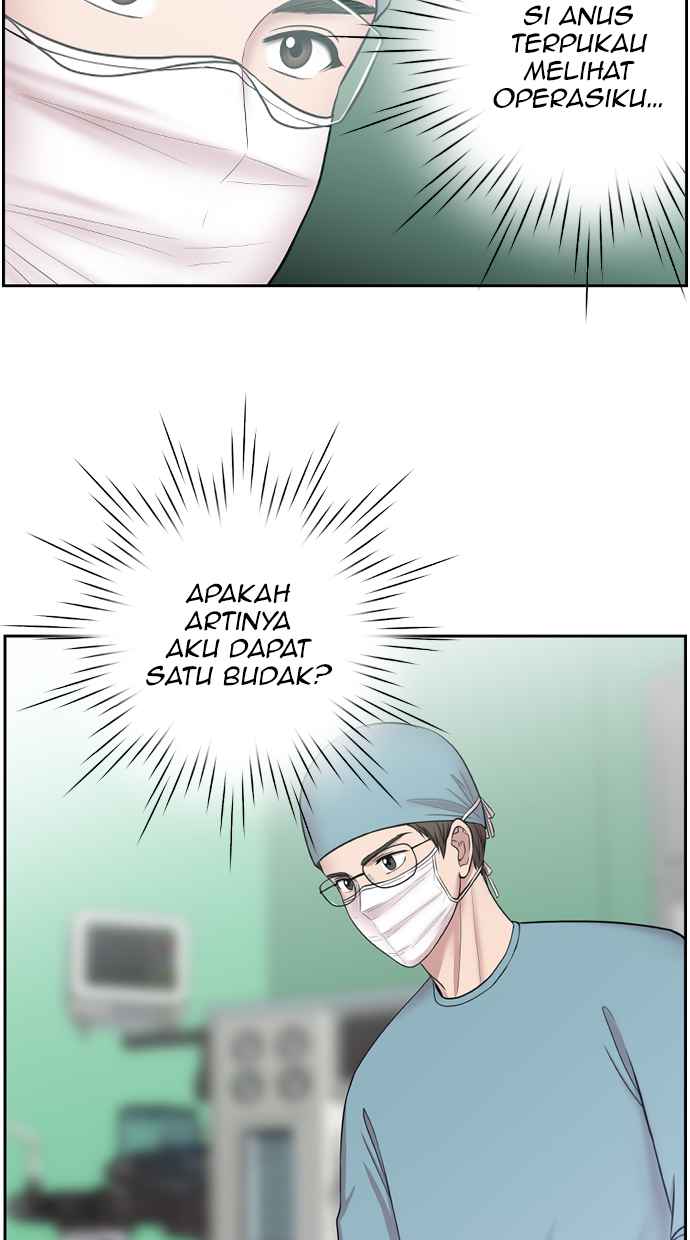 SI ANUS
TERPUKAU
MELIHAT
OPERASIKU...
APAKAH
ARTINYA
AKU DAPAT
SATU BUDAK?